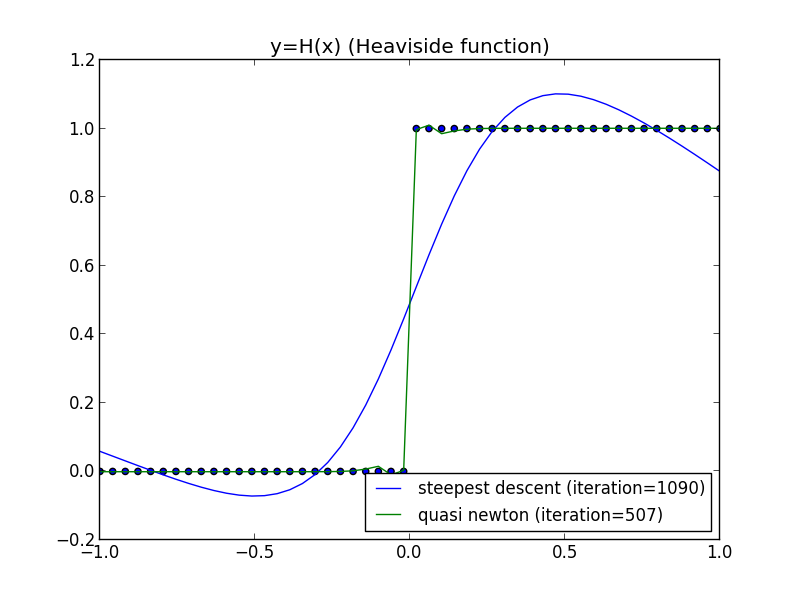 y=H(x) (Heaviside function)
1.2
1.0
0.8
0.6
0.4
0.2
0.0
−0.2
steepest descent (iteration=1090)
quasi newton (iteration=507)
−1.0 −0.5 0.0 0.5 1.0